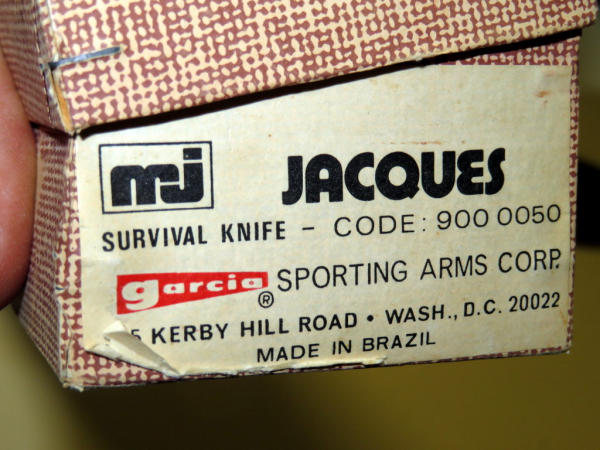 mj JACQUES
SURVIVAL KNIFE - CODE: 900 0050
garcia® SPORTING ARMS CORP.
5 KERBY HILL ROAD • WASH., D.C. 20022
MADE IN BRAZIL